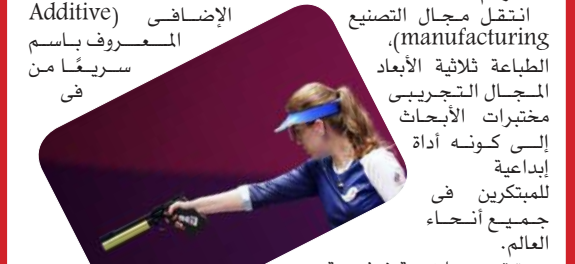 انتقل مجال التصنيع الإضافى (Additive
manufacturing)، المعروف باسم
الطباعة ثلاثية الأبعاد سريعًا من
المجال التجريبى فى
مختبرات الأبحاث
إلى كونه أداة
إبداعية
للمبتكرين فى
جميع أنحاء
العالم.